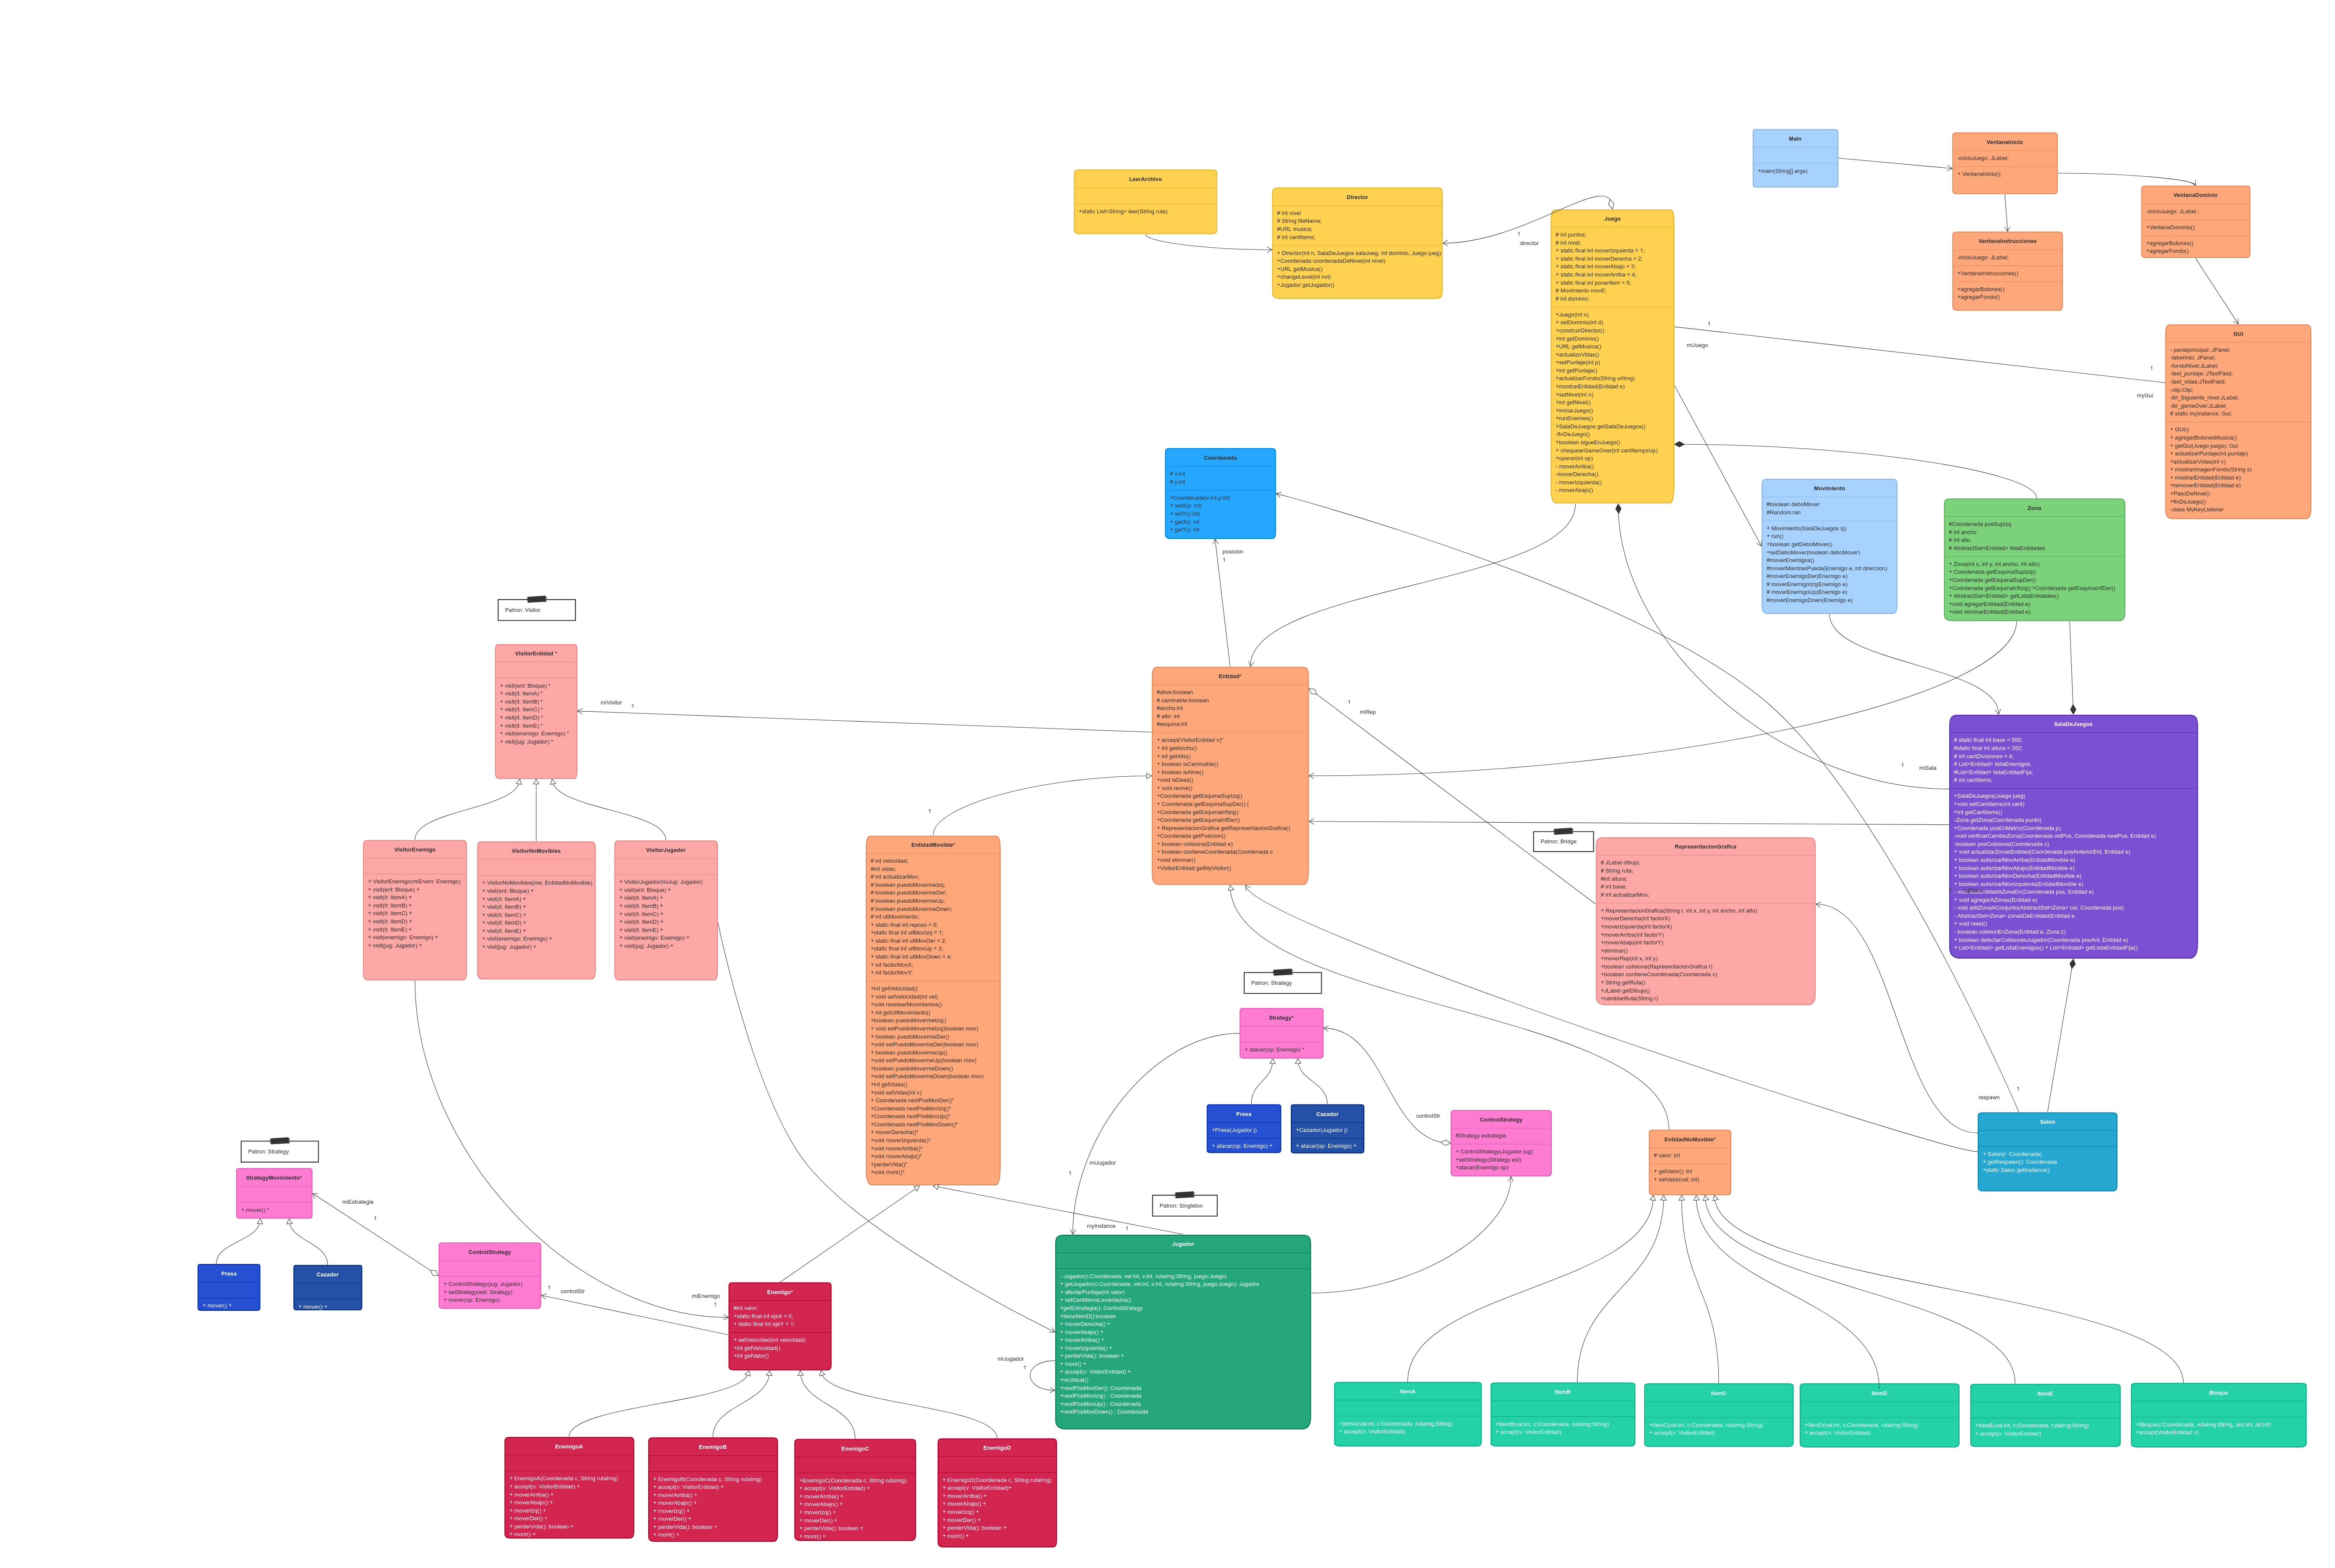 Main
+main(String[] args)
VentanaInicio
-inicioJuego: JLabel;
+ VentanaInicio();
VentanaDominio
-inicioJuego: JLabel ;
+VentanaDominio()
+agregarBotones()
+agregarFondo()
VentanaInstrucciones
-inicioJuego: JLabel;
+VentanaInstrucciones()
+agregarBotones()
+agregarFondo()
LeerArchivo
+static List<String> leer(String ruta)
Director
# int nivel
# String fileName;
#URL musica;
# int cantItems;
+ Director(int n, SalaDeJuegos salaJueg, int dominio, Juego jueg)
+Coordenada coordenadaDeNivel(int nivel)
+URL getMusica()
+changeLevel(int nvl)
+Jugador getJugador()
1
director
Juego
# int puntos;
# int nivel;
+ static final int moverIzquierda = 1;
+ static final int moverDerecha = 2;
+ static final int moverAbajo = 3;
+ static final int moverArriba = 4;
+ static final int ponerItem = 5;
# Movimiento movE;
# int dominio;
+Juego(int n)
+ setDominio(int d)
+construirDirector()
+int getDominio()
+URL getMusica()
+actualizoVidas()
+setPuntaje(int p)
+int getPuntaje()
+actualizarFondo(String urlImg)
+mostrarEntidad(Entidad e)
+setNivel(int n)
+int getNivel()
+iniciarJuego()
+runEnemies()
+SalaDeJuegos getSalaDeJuegos()
-finDeJuego()
+boolean sigueEnJuego()
+ chequearGameOver(int cantItempsUp)
+operar(int op)
- moverArriba()
-moverDerecha()
- moverIzquierda()
- moverAbajo()
1
miJuego
1
myGui
GUI
- panelprincipal: JPanel;
-laberinto: JPanel;
-fondoNivel:JLabel;
-text_puntaje: JTextField;
-text_vidas:JTextField;
-clip:Clip;
-lbl_Siguiente_nivel:JLabel;
-lbl_gameOver:JLabel;
# static myInstance: Gui;
+ GUI()
+ agregarBotonesMusica()
+ getGui(Juego juego); Gui
+ actualizarPuntaje(int puntaje)
+actualizarVidas(int v)
+ mostrarImagenFondo(String s)
+ mostrarEntidad(Entidad e)
+removerEntidad(Entidad e)
+PasoDeNivel()
+finDeJuego()
-class MyKeyListener
Coordenada
# x:int
# y:int
+Coordenada(x:int,y:int)
+ setX(x: int)
+ setY(y:int)
+ getX(): int
+ getY(): int
posicion
1
Movimiento
#boolean deboMover
#Random ran
+ Movimiento(SalaDeJuegos sj)
+ run()
+boolean getDeboMover()
+setDeboMover(boolean deboMover)
#moverEnemigos()
#moverMientrasPueda(Enemigo e, int direccion)
#moverEnemigoDer(Enemigo e)
# moverEnemigoIzq(Enemigo e)
# moverEnemigoUp(Enemigo e)
#moverEnemigoDown(Enemigo e)
Zona
#Coordenada posSupIzq
# int ancho
# int alto
# AbstractSet<Entidad> listaEntidades
+ Zona(int x, int y, int ancho, int alto)
+ Coordenada getEsquinaSupIzq()
+Coordenada getEsquinaSupDer()
+Coordenada getEsquinaInfIzq() +Coordenada getEsquinaInfDer()
+ AbstractSet<Entidad> getListaEntidades()
+void agregarEntidad(Entidad e)
+void eliminarEntidad(Entidad e)
Patron: Visitor
VisitorEntidad *
+ visit(ent: Bloque) *
+ visit(it: ItemA) *
+ visit(it: ItemB) *
+ visit(it: ItemC) *
+ visit(it: ItemD) *
+ visit(it: ItemE) *
+ visit(enemigo: Enemigo) *
+ visit(jug: Jugador) *
miVisitor
1
Entidad*
#alive:boolean
# caminable:boolean
#ancho:int
# alto: int
#esquina:int
+ accept(VisitorEntidad v)*
+ int getAncho()
+ int getAlto()
+ boolean isCaminable()
+ boolean isAlive()
+void isDead()
+ void revive()
+Coordenada getEsquinaSupIzq()
+ Coordenada getEsquinaSupDer() {
+Coordenada getEsquinaInfIzq()
+Coordenada getEsquinaInfDer()
+ RepresentacionGrafica getRepresentacionGrafica()
+Coordenada getPosicion()
+ boolean colisiona(Entidad e)
+ boolean contieneCoordenada(Coordenada c
+void eliminar()
+VisitorEntidad getMyVisitor()
1
miRep
1
miSala
SalaDeJuegos
# static final int base = 500;
#static final int altura = 552;
# int cantDivisiones = 4;
# List<Entidad> listaEnemigos;
#List<Entidad> listaEntidadFija;
# int cantItems;
+SalaDeJuegos(Juego jueg)
+void setCantItems(int cant)
+int getCantItems()
-Zona getZona(Coordenada punto)
+Coordenada posEnMatriz(Coordenada p)
-void verificarCambioZona(Coordenada oldPos, Coordenada newPos, Entidad e)
-boolean posColisiona(Coordenada c)
+ void actualizarZonasEntidad(Coordenada posAnteriorEnt, Entidad e)
+ boolean autorizarMovArriba(EntidadMovible e)
+ boolean autorizarMovAbajo(EntidadMovible e)
+ boolean autorizarMovDerecha(EntidadMovible e)
+ boolean autorizarMovIzquierda(EntidadMovible e)
ntidadAZonaEn(Coordenada pos, Entidad e)
+ void agregarAZonas(Entidad e)
- void addZonaAConjunto(AbstractSet<Zona> col, Coordenada pos)
- AbstractSet<Zona> zonasDeEntidad(Entidad e
+ void reset()
- boolean colisionEnZona(Entidad e, Zona z)
+ boolean detectarColisionesJugador(Coordenada posAnt, Entidad e)
+ List<Entidad> getListaEnemigos() + List<Entidad> getListaEntidadFija()
VisitorEnemigo
+ VisitorEnemigo(miEnem: Enemigo)
+ visit(ent: Bloque) +
+ visit(it: ItemA) +
+ visit(it: ItemB) +
+ visit(it: ItemC) +
+ visit(it: ItemD) +
+ visit(it: ItemE) +
+ visit(enemigo: Enemigo) +
+ visit(jug: Jugador) +
VisitorNoMovibles
+ VisitorNoMovibles(me: EntidadNoMovible)
+ visit(ent: Bloque) +
+ visit(it: ItemA) +
+ visit(it: ItemB) +
+ visit(it: ItemC) +
+ visit(it: ItemD) +
+ visit(it: ItemE) +
+ visit(enemigo: Enemigo) +
+ visit(jug: Jugador) +
VisitorJugador
+ VisitorJugador(miJug: Jugador)
+ visit(ent: Bloque) +
+ visit(it: ItemA) +
+ visit(it: ItemB) +
+ visit(it: ItemC) +
+ visit(it: ItemD) +
+ visit(it: ItemE) +
+ visit(enemigo: Enemigo) +
+ visit(jug: Jugador) +
1
EntidadMovible*
# int velocidad;
#int vidas;
# int actualizarMov;
# boolean puedoMovermeIzq;
# boolean puedoMovermeDer;
# boolean puedoMovermeUp;
# boolean puedoMovermeDown;
# int ultMovimiento;
+ static final int reposo = 0;
+static final int ultMovIzq = 1;
+ static final int ultMovDer = 2;
+static final int ultMovUp = 3;
+ static final int ultMovDown = 4;
+ int factorMovX;
+ int factorMovY;
+int getVelocidad()
+ void setVelocidad(int vel)
+void resetearMovimientos()
+ int getUltMovimiento()
+boolean puedoMovermeIzq()
+ void setPuedoMovermeIzq(boolean mov)
+ boolean puedoMovermeDer()
+void setPuedoMovermeDer(boolean mov)
+ boolean puedoMovermeUp()
+void setPuedoMovermeUp(boolean mov)
+boolean puedoMovermeDown()
+void setPuedoMovermeDown(boolean mov)
+int getVidas()
+void setVidas(int v)
+ Coordenada nextPosMovDer()*
+Coordenada nextPosMovIzq()*
+Coordenada nextPosMovUp()*
+Coordenada nextPosMovDown()*
+ moverDerecha()*
+void moverIzquierda()*
+void moverArriba()*
+void moverAbajo()*
+perderVida()*
+void morir()*
Patron: Bridge
RepresentacionGrafica
# JLabel dibujo;
# String ruta;
#int altura;
# int base;
# int actualizarMov;
+ RepresentacionGrafica(String r, int x, int y, int ancho, int alto)
+moverDerecha(int factorX)
+moverIzquierda(int factorX)
+moverArriba(int factorY)
+moverAbajo(int factorY)
+eliminar()
+moverRep(int x, int y)
+boolean colisiona(RepresentacionGrafica r)
+boolean contieneCoordenada(Coordenada c)
+ String getRuta()
+JLabel getDibujo()
+cambiarRuta(String r)
Patron: Strategy
Strategy*
+ atacar(op: Enemigo) *
Presa
+Presa(Jugador j)
+ atacar(op: Enemigo) +
Cazador
+Cazador(Jugador j)
+ atacar(op: Enemigo) +
controlStr
ControlStrategy
#Strategy estrategia
+ ControlStrategy(Jugador jug)
+setStrategy(Strategy est)
+atacar(Enemigo op)
EntidadNoMovible*
# valor: int
+ getValor(): int
+ setValor(val: int)
1
respawn
Salon
+ Salon(r: Coordenada)
+ getRespawn(): Coordenada
+static Salon getInstance()
Patron: Strategy
StrategyMovimiento*
+ mover() *
miEstrategia
1
Presa
+ mover() +
Cazador
+ mover() +
ControlStrategy
+ ControlStrategy(jug: Jugador)
+ setStrategy(est: Strategy)
+ mover(op: Enemigo)
1
controlStr
miEnemigo
1
Enemigo*
#int valor;
+static final int ejeX = 0;
+ static final int ejeY = 1;
+ setVelocidad(int velocidad)
+int getVelocidad()
+int getValor()
miJugador
1
Patron: Singleton
myInstance
1
Jugador
- Jugador(c:Coordenada, vel:int, v:int, rutaImg:String, juego:Juego)
+ getJugador(c:Coordenada, vel:int, v:int, rutaImg:String, juego:Juego): Jugador
+ afectarPuntaje(int valor)
+ setCantItemsLevantados()
+getEstrategia(): ControlStrategy
+tieneItemD():boolean
+ moverDerecha() +
+ moverAbajo() +
+ moverArriba() +
+ moverIzquierda() +
+ perderVida(): boolean +
+ morir() +
+ accept(v: VisitorEntidad) +
+reUbicar()
+nextPosMovDer(): Coordenada
+nextPosMovIzq() : Coordenada
+nextPosMovUp() : Coordenada
+nextPosMovDown() : Coordenada
miJugador
1
ItemA
+ItemA(val:int, c:Coordenada, rutaImg:String)
+ accept(v: VisitorEntidad)
ItemB
+ItemB(val:int, c:Coordenada, rutaImg:String)
+ accept(v: VisitorEntidad)
ItemC
+ItemC(val:int, c:Coordenada, rutaImg:String)
+ accept(v: VisitorEntidad)
ItemD
+ItemD(val:int, c:Coordenada, rutaImg:String)
+ accept(v: VisitorEntidad)
ItemE
+ItemE(val:int, c:Coordenada, rutaImg:String)
+ accept(v: VisitorEntidad)
Bloque
+Bloque(c:Coordenada, rutaImg:String, anc:int, alt:int)
+accept(VisitorEntidad v)
EnemigoA
+ EnemigoA(Coordenada c, String rutaImg)
+ accept(v: VisitorEntidad) +
+ moverArriba() +
+ moverAbajo() +
+ moverIzq() +
+ moverDer() +
+ perderVida(): boolean +
+ morir() +
EnemigoB
+ EnemigoB(Coordenada c, String rutaImg)
+ accept(v: VisitorEntidad) +
+ moverArriba() +
+ moverAbajo() +
+ moverIzq() +
+ moverDer() +
+ perderVida(): boolean +
+ morir() +
EnemigoC
+EnemigoC(Coordenada c, String rutaImg)
+ accept(v: VisitorEntidad) +
+ moverArriba() +
+ moverAbajo() +
+ moverIzq() +
+ moverDer() +
+ perderVida(): boolean +
+ morir() +
EnemigoD
+ EnemigoD(Coordenada c, String rutaImg)
+ accept(v: VisitorEntidad)+
+ moverArriba() +
+ moverAbajo() +
+ moverIzq() +
+ moverDer() +
+ perderVida(): boolean +
+ morir() +